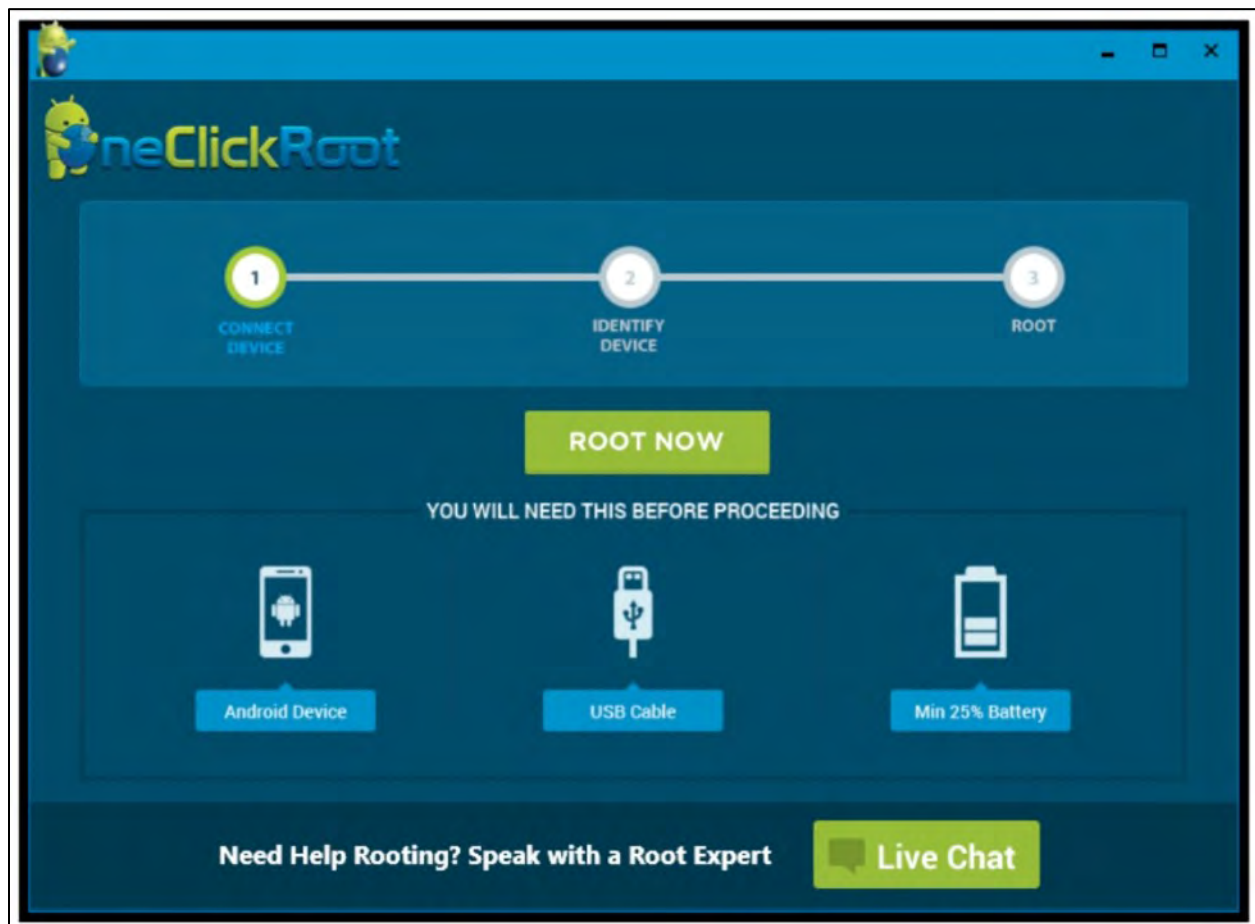 OneClickRoot
1
2
3
CONNECT
DEVICE
IDENTIFY
DEVICE
ROOT
ROOT NOW
YOU WILL NEED THIS BEFORE PROCEEDING
Android Device
USB Cable
Min 25% Battery
Need Help Rooting? Speak with a Root Expert
Live Chat